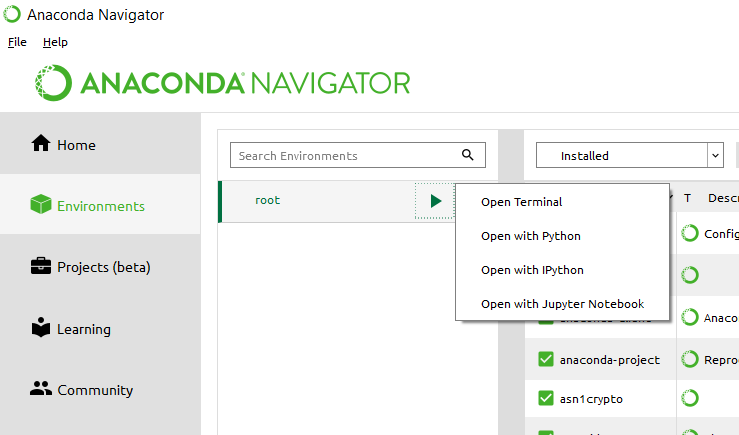 Anaconda Navigator
File Help
ANACONDA NAVIGATOR
Home
Environments
Projects (beta)
Learning
Community
Search Environments
root
Open Terminal
Open with Python
Open with IPython
Open with Jupyter Notebook
Installed
T Descr
Config
Anaco
anaconda-project Repro
asn1crypto